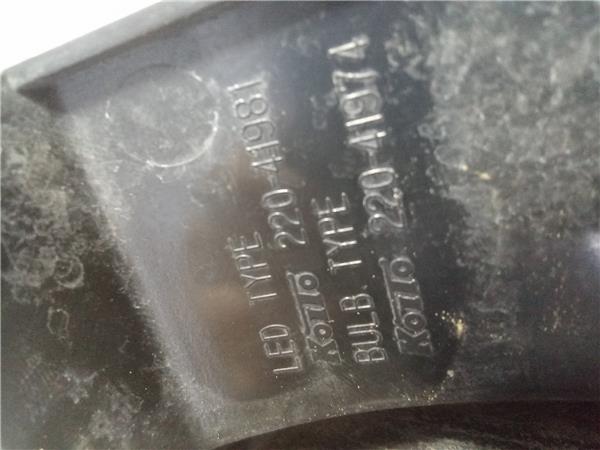 LED TYPE
KOITO 220-41981
BULB TYPE
KOITO 220-41974